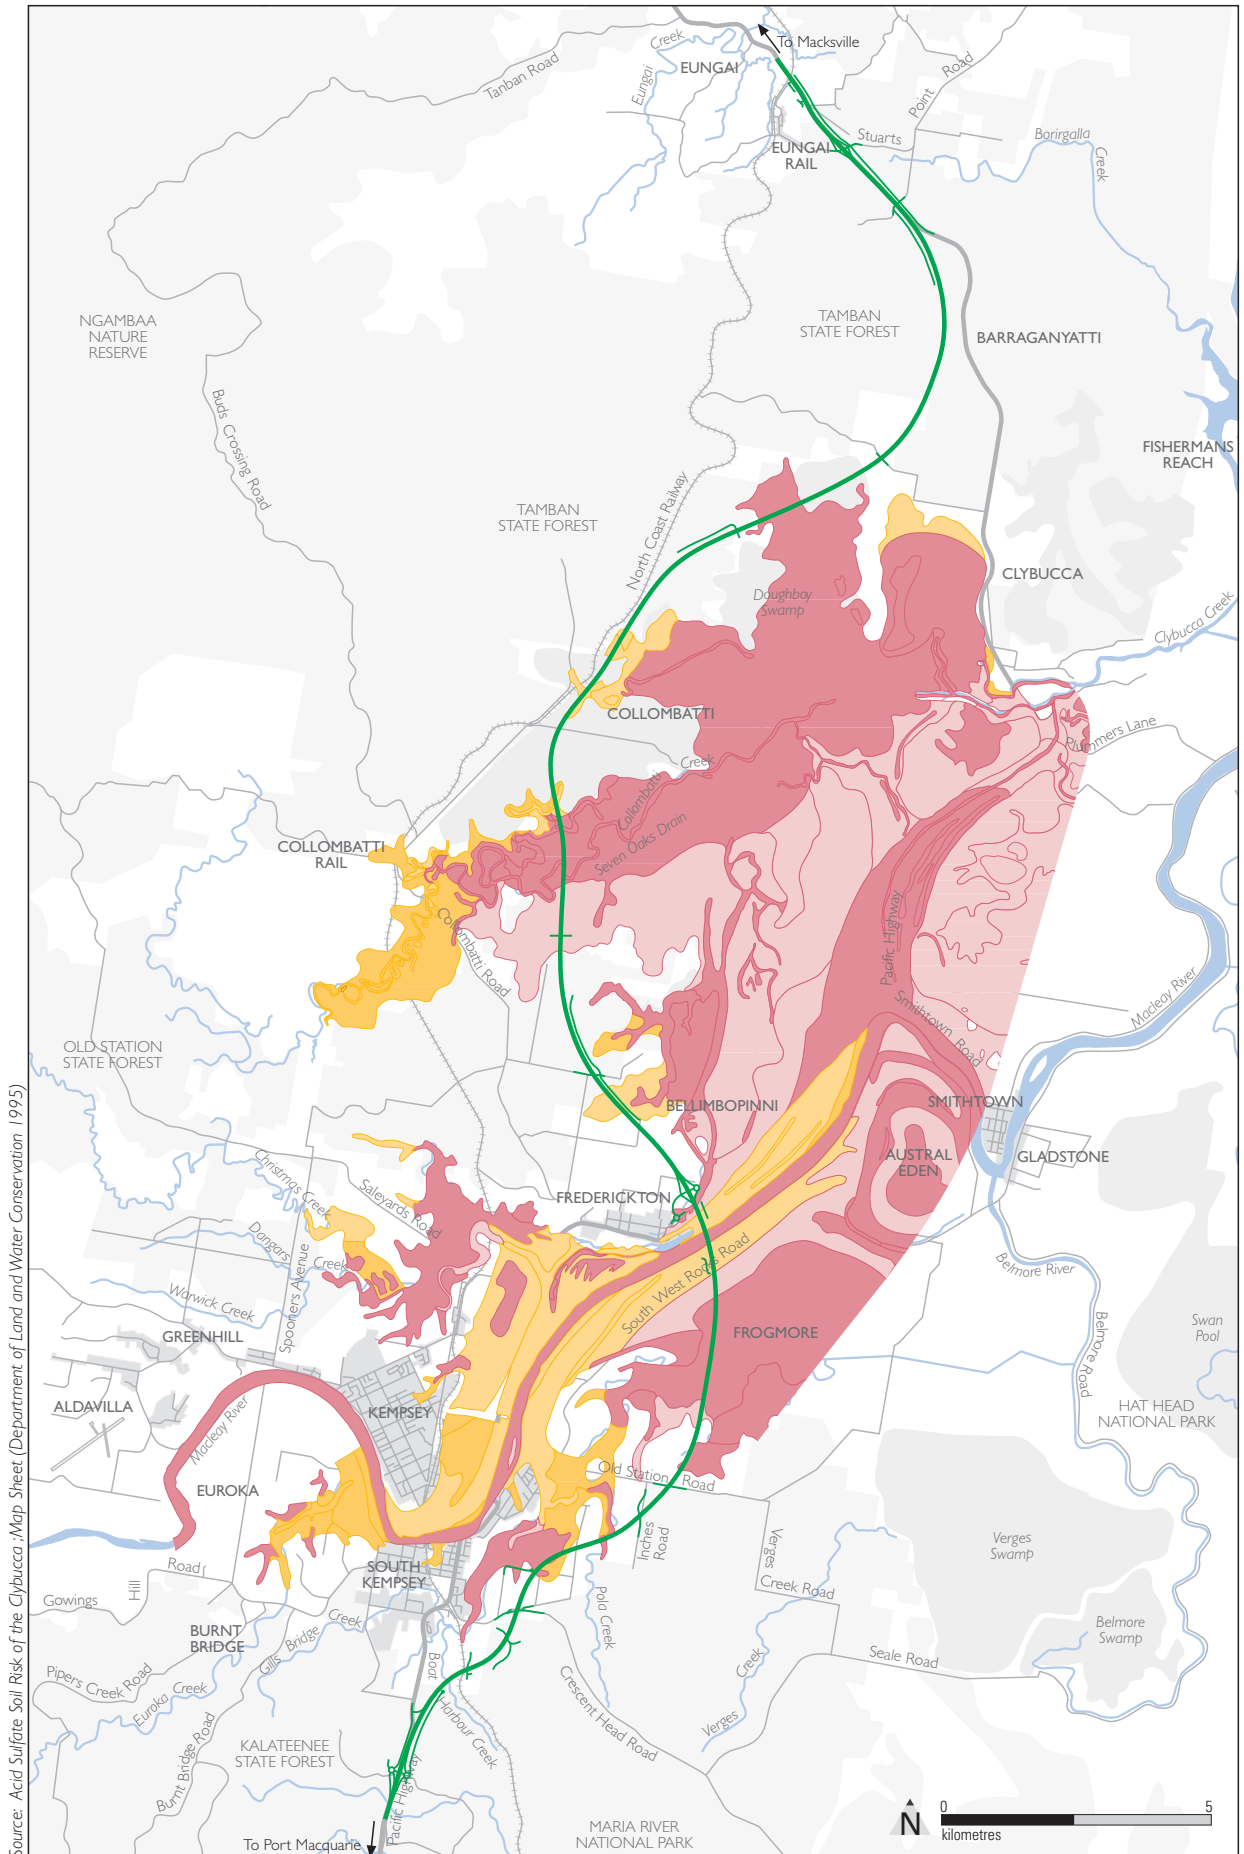 To Macksville
Creek
EUNGAI
Eungai
Tanban Road
Road
Point
Stuarts
EUNGAI
RAIL
Borirgalla
Creek
NGAMBAA
NATURE
RESERVE
TAMBAN
STATE FOREST
BARRAGANYATTI
Buds Crossing Road
FISHERMANS
REACH
TAMBAN
STATE FOREST
North Coast Railway
CLYBUCCA
Doughboy
Swamp
Clybucca Creek
COLLOMBATTI
Plummers Lane
Creek
Collombatti
Seven Oaks Drain
COLLOMBATTI
RAIL
Collombatti Road
Pacific Highway
Macleay River
Smithtown Road
OLD STATION
STATE FOREST
BELLIMBOPINNI
SMITHTOWN
AUSTRAL
EDEN
GLADSTONE
Christmas Creek
Saleyards Road
FREDERICKTON
Dangars
Creek
South West Rocks Road
Belmore River
Warwick Creek
Spooners Avenue
GREENHILL
FROGMORE
Belmore Road
Swan
Pool
ALDAVILLA
KEMPSEY
HAT HEAD
NATIONAL PARK
Macleay River
EUROKA
Old Station Road
Inches
Road
Verges
Creek Road
Verges
Swamp
SOUTH
KEMPSEY
Road
Hill
Gowings
BURNT
BRIDGE
Gills Bridge Creek
Pola Creek
Belmore
Swamp
Seale Road
Pipers Creek Road
Euroka Creek
Boat
Harbour Creek
Crescent Head Road
Verges
Creek
Burnt Bridge Road
KALATEENEE
STATE FOREST
Pacific Highway
To Port Macquarie
MARIA RIVER
NATIONAL PARK
N
0 5
kilometres
Source: Acid Sulfate Soil Risk of the Clybucca ;Map Sheet (Department of Land and Water Conservation 1995)